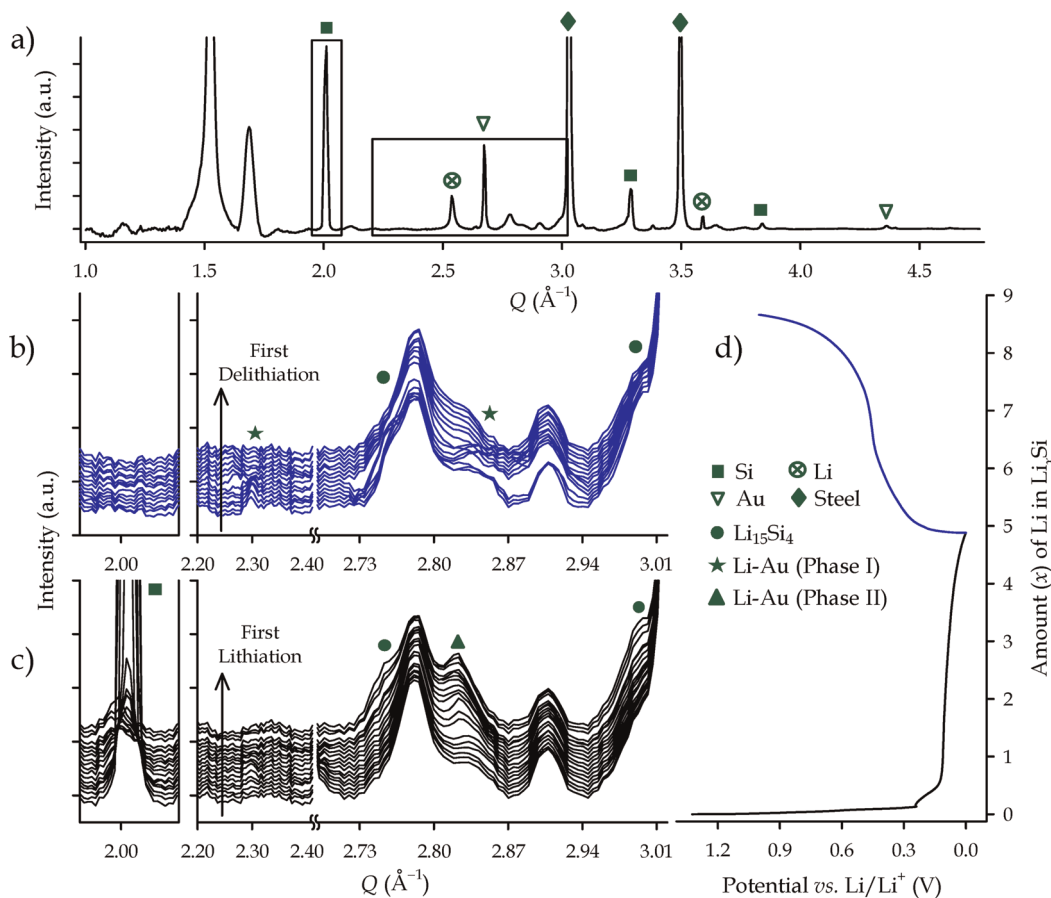 a)
Intensity (a.u.)
1.0 1.5 2.0 2.5 3.0 3.5 4.0 4.5
Q (Å⁻¹)
b)
First
Delithiation
2.00 2.20 2.30 2.40 2.73 2.80 2.87 2.94 3.01
Intensity (a.u.)
c)
First
Lithiation
2.00 2.20 2.30 2.40 2.73 2.80 2.87 2.94 3.01
Q (Å⁻¹)
d)
Si Li
Au Steel
Li₁₅Si₄
Li-Au (Phase I)
Li-Au (Phase II)
9
8
7
6
5
4
3
2
1
0
Amount (x) of Li in LiₓSi
1.2 0.9 0.6 0.3 0.0
Potential vs. Li/Li⁺ (V)